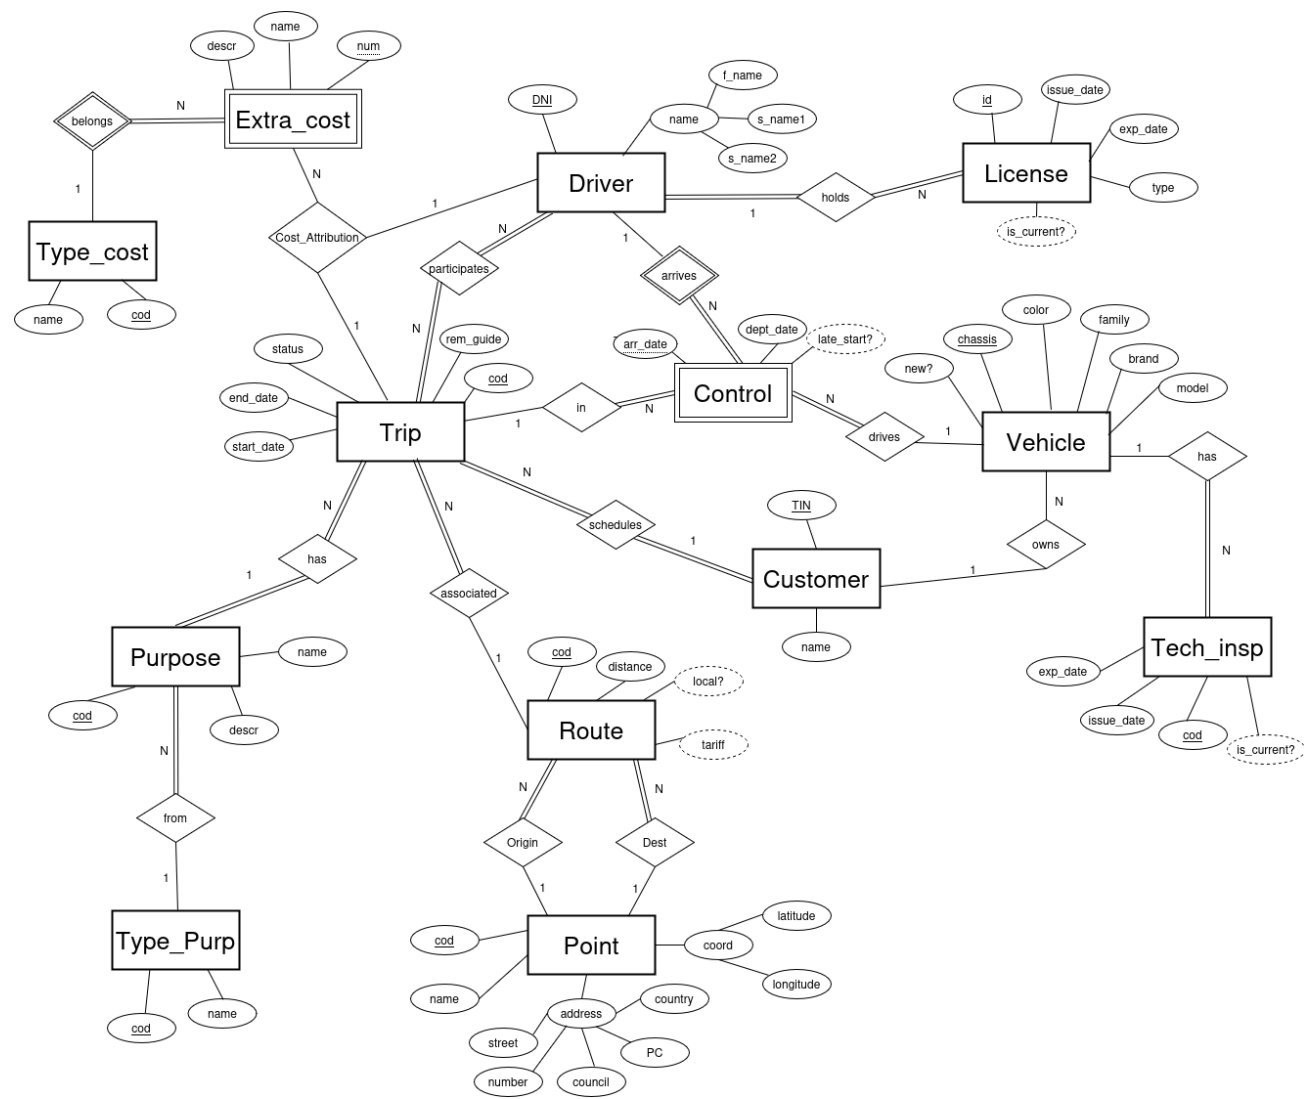 name
descr
num
f_name
DNI
issue_date
id
N
belongs
Extra_cost
name
s_name1
exp_date
s_name2
Driver
License
type
N
1
holds
N
1
1
is_current?
Cost_Attribution
N
1
Type_cost
participates
arrives
name
cod
1
N
N
color
family
status
rem_guide
arr_date
dept_date
late_start?
chassis
brand
new?
cod
model
end_date
Control
in
N
N
start_date
Trip
1
drives
1
Vehicle
1
has
N
N
N
TIN
N
schedules
1
owns
N
has
1
1
associated
Customer
name
Purpose
name
1
cod
distance
local?
Tech_insp
exp_date
cod
descr
Route
tariff
issue_date
cod
is_current?
N
N
N
from
Origin
Dest
1
1
1
Type_Purp
cod
Point
coord
latitude
longitude
name
country
address
cod
name
street
PC
number
council